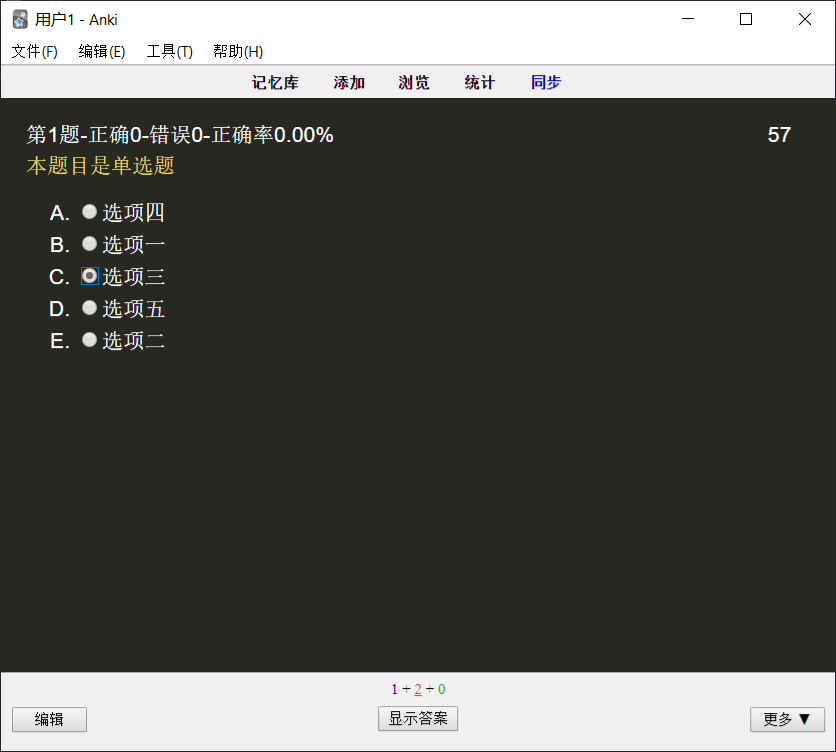 用户1 - Anki
文件(F) 编辑(E) 工具(T) 帮助(H)
记忆库 添加 浏览 统计 同步
第1题-正确0-错误0-正确率0.00% 57
本题目是单选题
A. 选项四
B. 选项一
C. 选项三
D. 选项五
E. 选项二
1 + 2 + 0
编辑 显示答案 更多 ▼